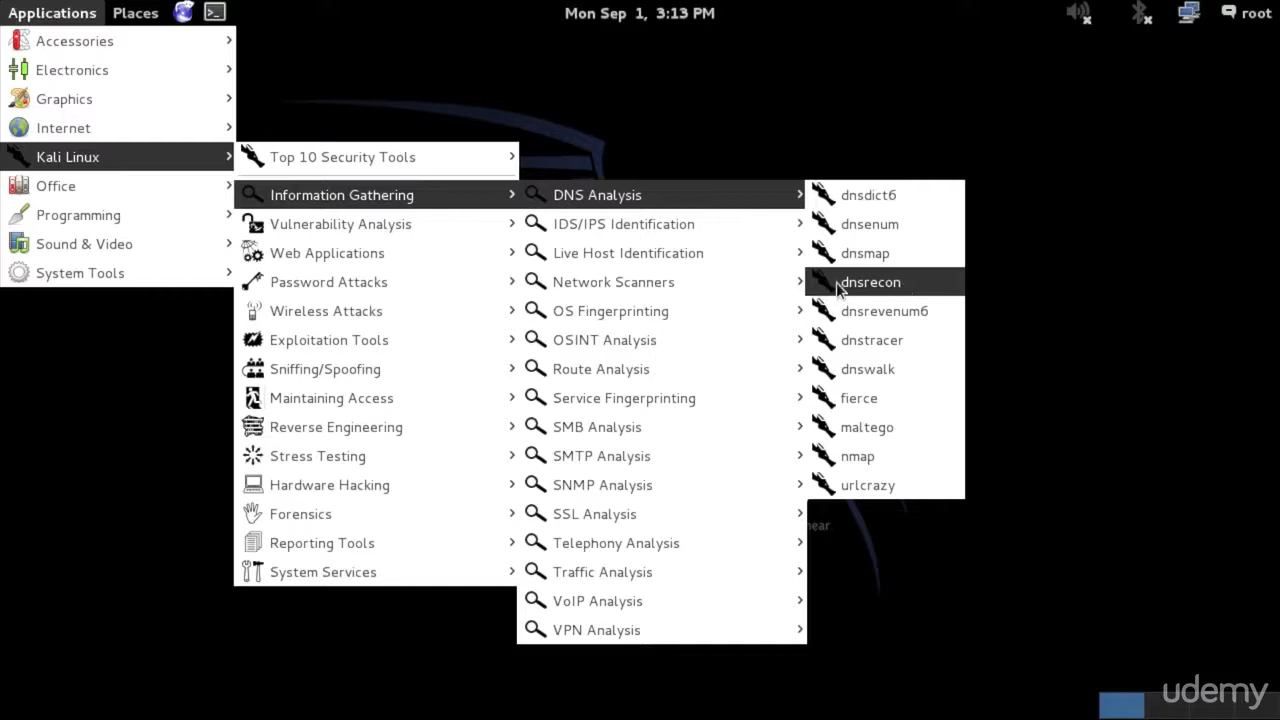 Applications Places Mon Sep 1, 3:13 PM root
Accessories
Electronics
Graphics
Internet
Kali Linux
Office
Programming
Sound & Video
System Tools
Top 10 Security Tools
Information Gathering
Vulnerability Analysis
Web Applications
Password Attacks
Wireless Attacks
Exploitation Tools
Sniffing/Spoofing
Maintaining Access
Reverse Engineering
Stress Testing
Hardware Hacking
Forensics
Reporting Tools
System Services
DNS Analysis
IDS/IPS Identification
Live Host Identification
Network Scanners
OS Fingerprinting
OSINT Analysis
Route Analysis
Service Fingerprinting
SMB Analysis
SMTP Analysis
SNMP Analysis
SSL Analysis
Telephony Analysis
Traffic Analysis
VoIP Analysis
VPN Analysis
dnsdict6
dnsenum
dnsmap
dnsrecon
dnsrevenum6
dnstracer
dnswalk
fierce
maltego
nmap
urlcrazy
udemy